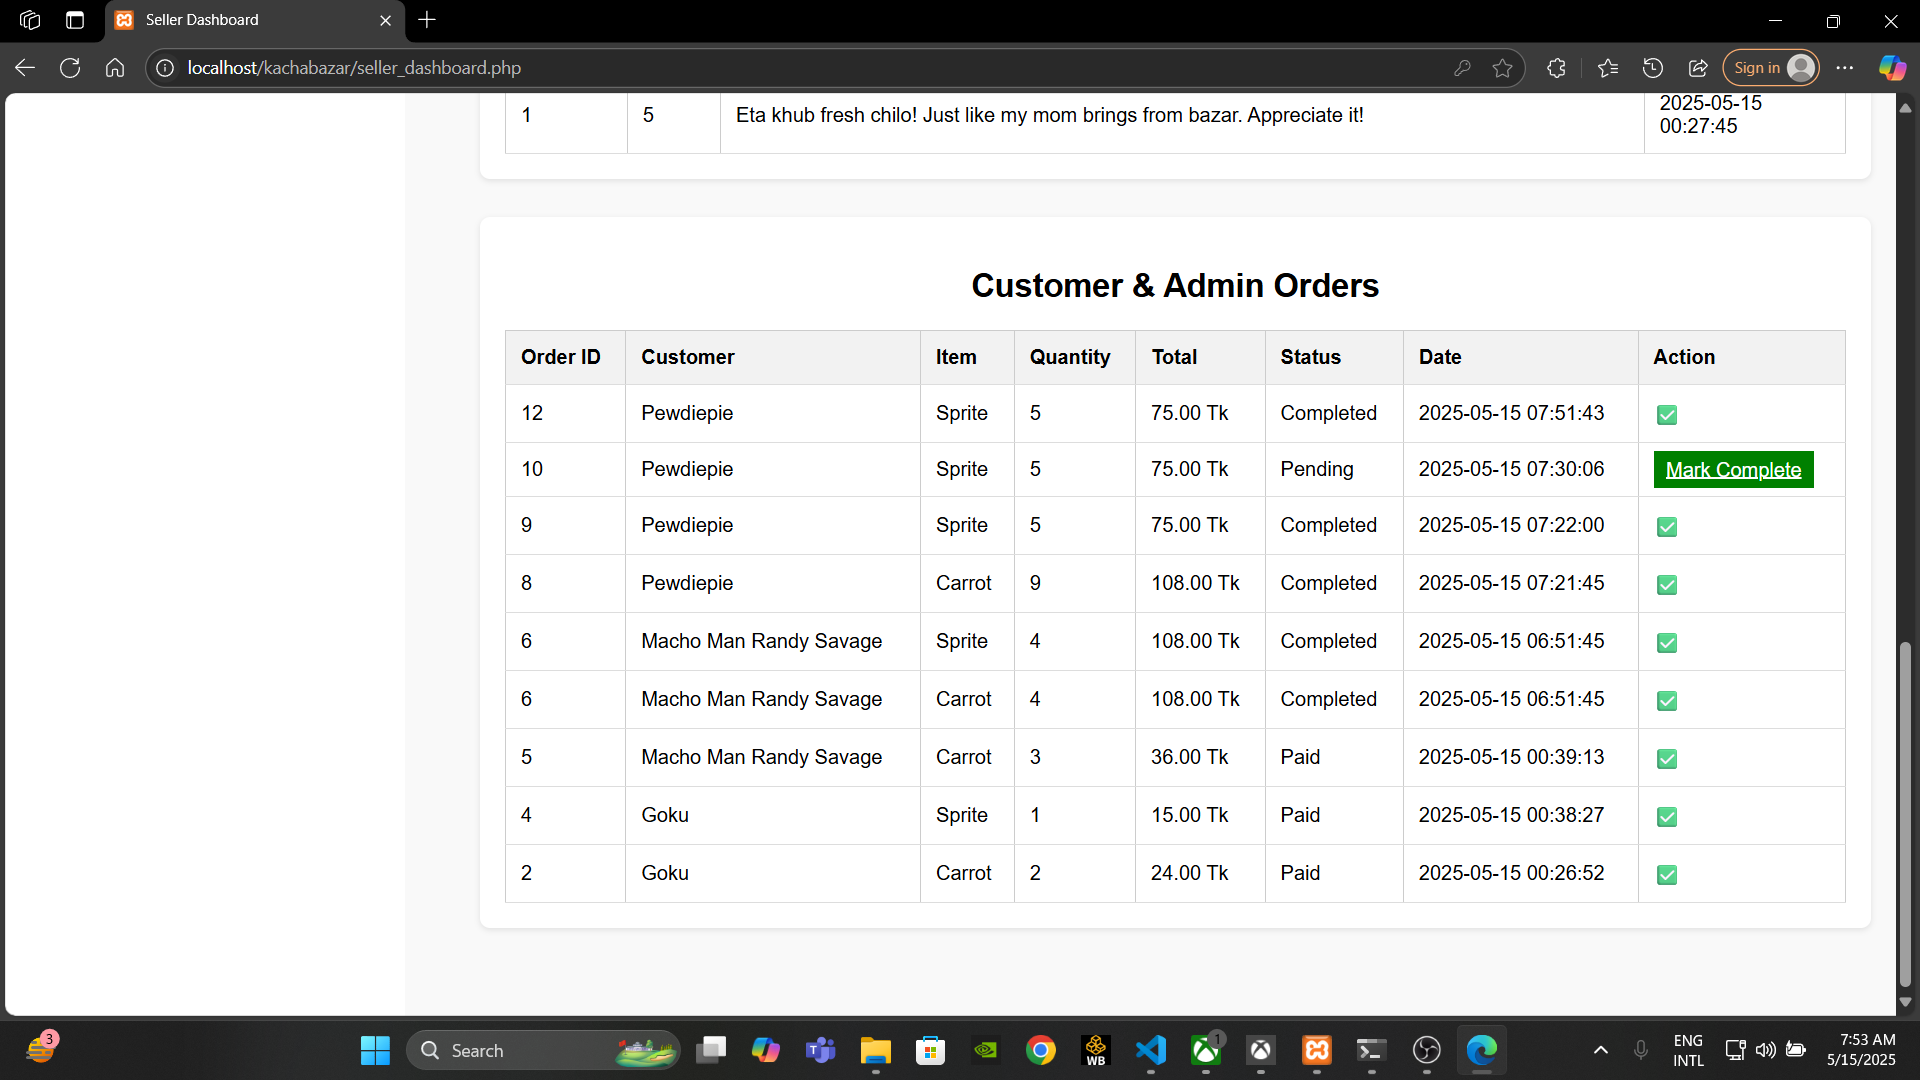 Seller Dashboard
localhost/kachabazar/seller_dashboard.php
Sign in
1 5 Eta khub fresh chilo! Just like my mom brings from bazar. Appreciate it! 2025-05-15
00:27:45
Customer & Admin Orders
Order ID Customer Item Quantity Total Status Date Action
12 Pewdiepie Sprite 5 75.00 Tk Completed 2025-05-15 07:51:43 ✅
10 Pewdiepie Sprite 5 75.00 Tk Pending 2025-05-15 07:30:06 Mark Complete
9 Pewdiepie Sprite 5 75.00 Tk Completed 2025-05-15 07:22:00 ✅
8 Pewdiepie Carrot 9 108.00 Tk Completed 2025-05-15 07:21:45 ✅
6 Macho Man Randy Savage Sprite 4 108.00 Tk Completed 2025-05-15 06:51:45 ✅
6 Macho Man Randy Savage Carrot 4 108.00 Tk Completed 2025-05-15 06:51:45 ✅
5 Macho Man Randy Savage Carrot 3 36.00 Tk Paid 2025-05-15 00:39:13 ✅
4 Goku Sprite 1 15.00 Tk Paid 2025-05-15 00:38:27 ✅
2 Goku Carrot 2 24.00 Tk Paid 2025-05-15 00:26:52 ✅
3
Search
WB
1
ENG
INTL
7:53 AM
5/15/2025